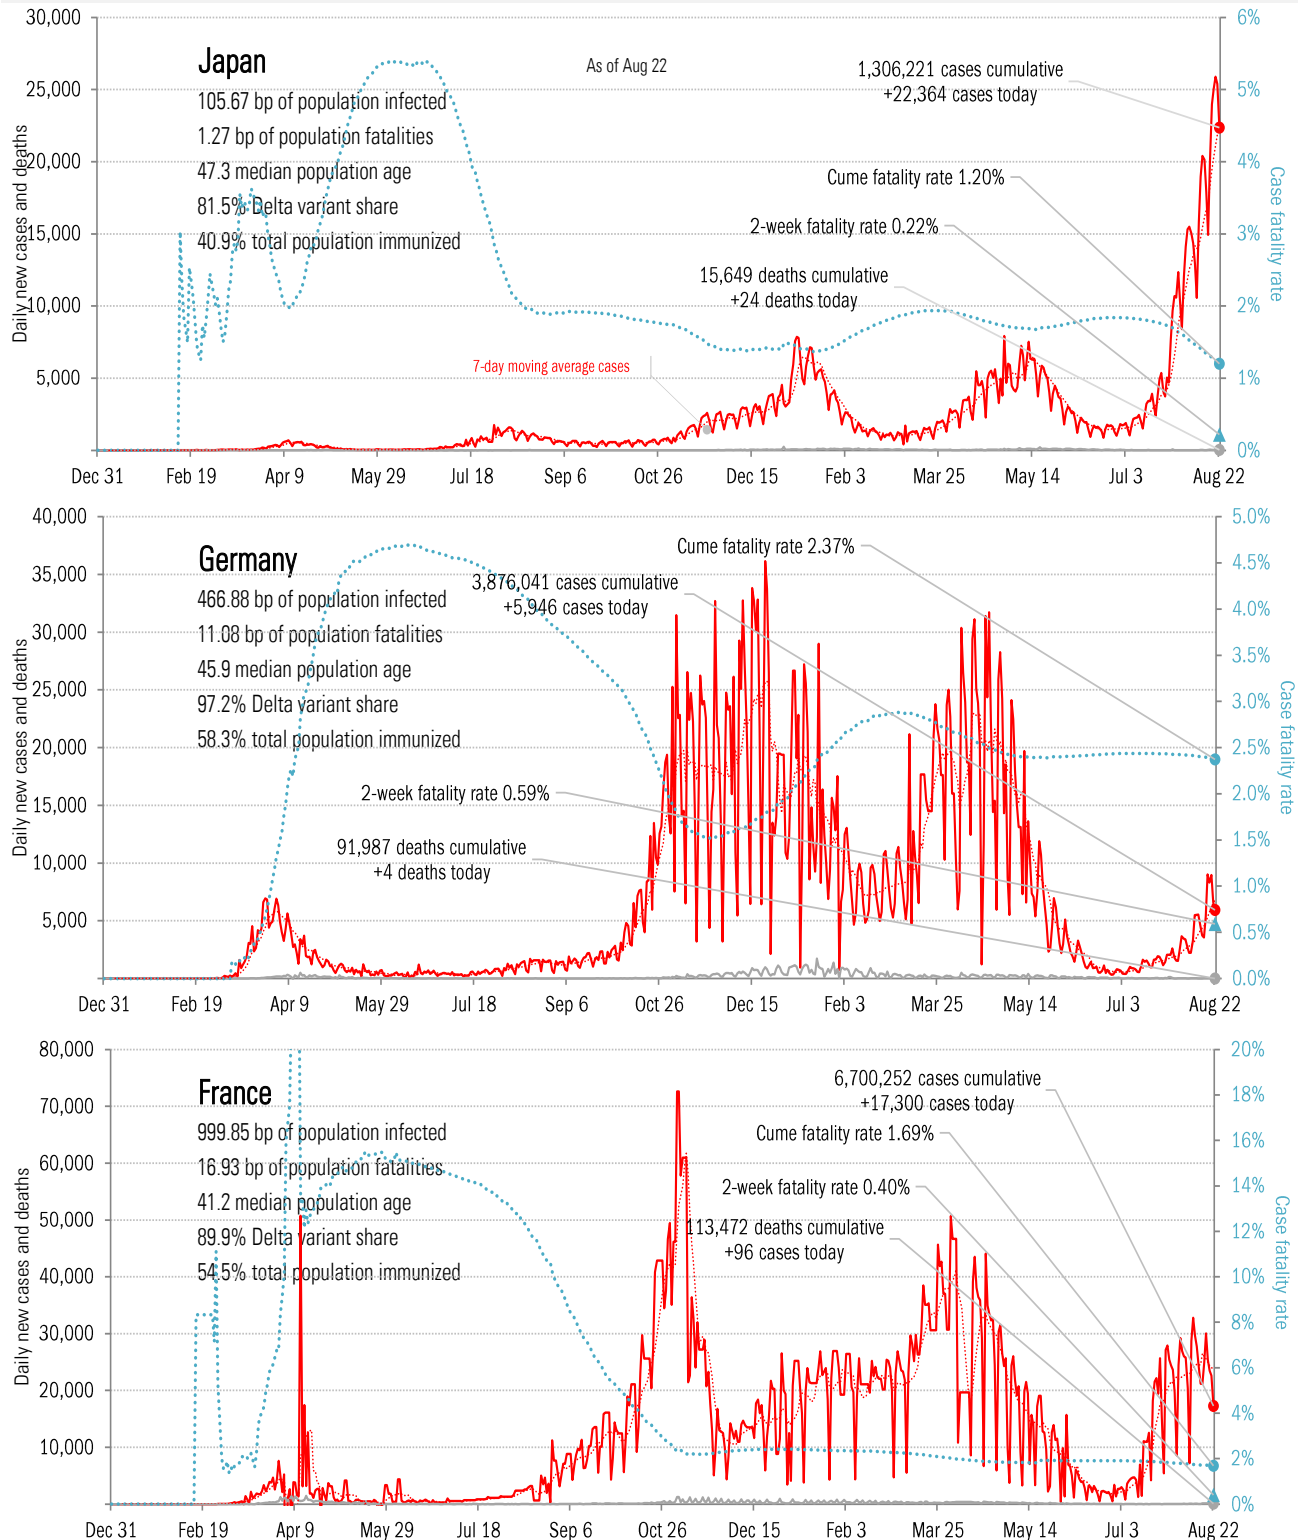 30,000
6%
Japan
As of Aug 22
1,306,221 cases cumulative
+22,364 cases today
105.67 bp of population infected
25,000
5%
1.27 bp of population fatalities
47.3 median population age
20,000
4%
Cume fatality rate 1.20%
81.5% Delta variant share
2-week fatality rate 0.22%
40.9% total population immunized
15,000
3%
15,649 deaths cumulative
+24 deaths today
10,000
2%
7-day moving average cases
5,000
1%
0%
Daily new cases and deaths
Case fatality rate
Dec 31 Feb 19 Apr 9 May 29 Jul 18 Sep 6 Oct 26 Dec 15 Feb 3 Mar 25 May 14 Jul 3 Aug 22
40,000
5.0%
Germany
Cume fatality rate 2.37%
35,000
4.5%
3,876,041 cases cumulative
+5,946 cases today
466.88 bp of population infected
4.0%
11.08 bp of population fatalities
30,000
3.5%
45.9 median population age
25,000
97.2% Delta variant share
3.0%
58.3% total population immunized
20,000
2.5%
2-week fatality rate 0.59%
2.0%
15,000
1.5%
91,987 deaths cumulative
+4 deaths today
10,000
1.0%
5,000
0.5%
0.0%
Daily new cases and deaths
Case fatality rate
Dec 31 Feb 19 Apr 9 May 29 Jul 18 Sep 6 Oct 26 Dec 15 Feb 3 Mar 25 May 14 Jul 3 Aug 22
80,000
20%
France
6,700,252 cases cumulative
+17,300 cases today
18%
70,000
999.85 bp of population infected
Cume fatality rate 1.69%
16%
60,000
16.93 bp of population fatalities
2-week fatality rate 0.40%
14%
41.2 median population age
50,000
113,472 deaths cumulative
+96 cases today
12%
89.9% Delta variant share
54.5% total population immunized
40,000
10%
30,000
8%
6%
20,000
4%
10,000
2%
0%
Daily new cases and deaths
Case fatality rate
Dec 31 Feb 19 Apr 9 May 29 Jul 18 Sep 6 Oct 26 Dec 15 Feb 3 Mar 25 May 14 Jul 3 Aug 22